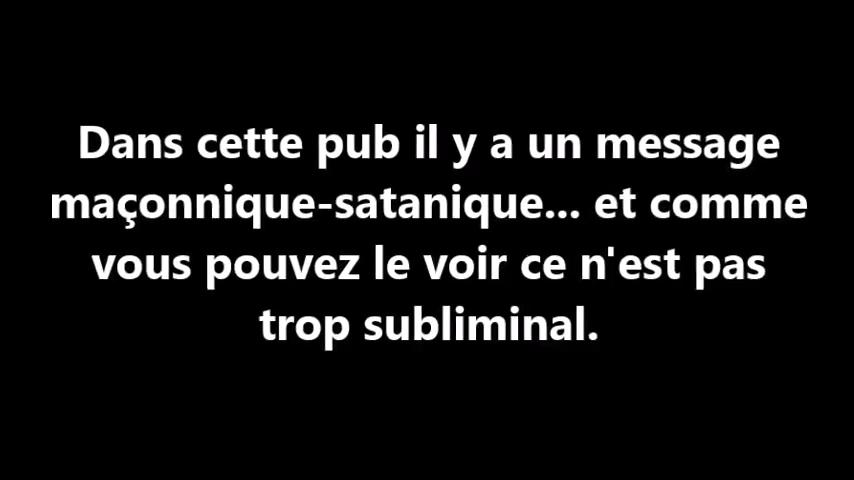 Dans cette pub il y a un message
maçonnique-satanique... et comme
vous pouvez le voir ce n'est pas
trop subliminal.